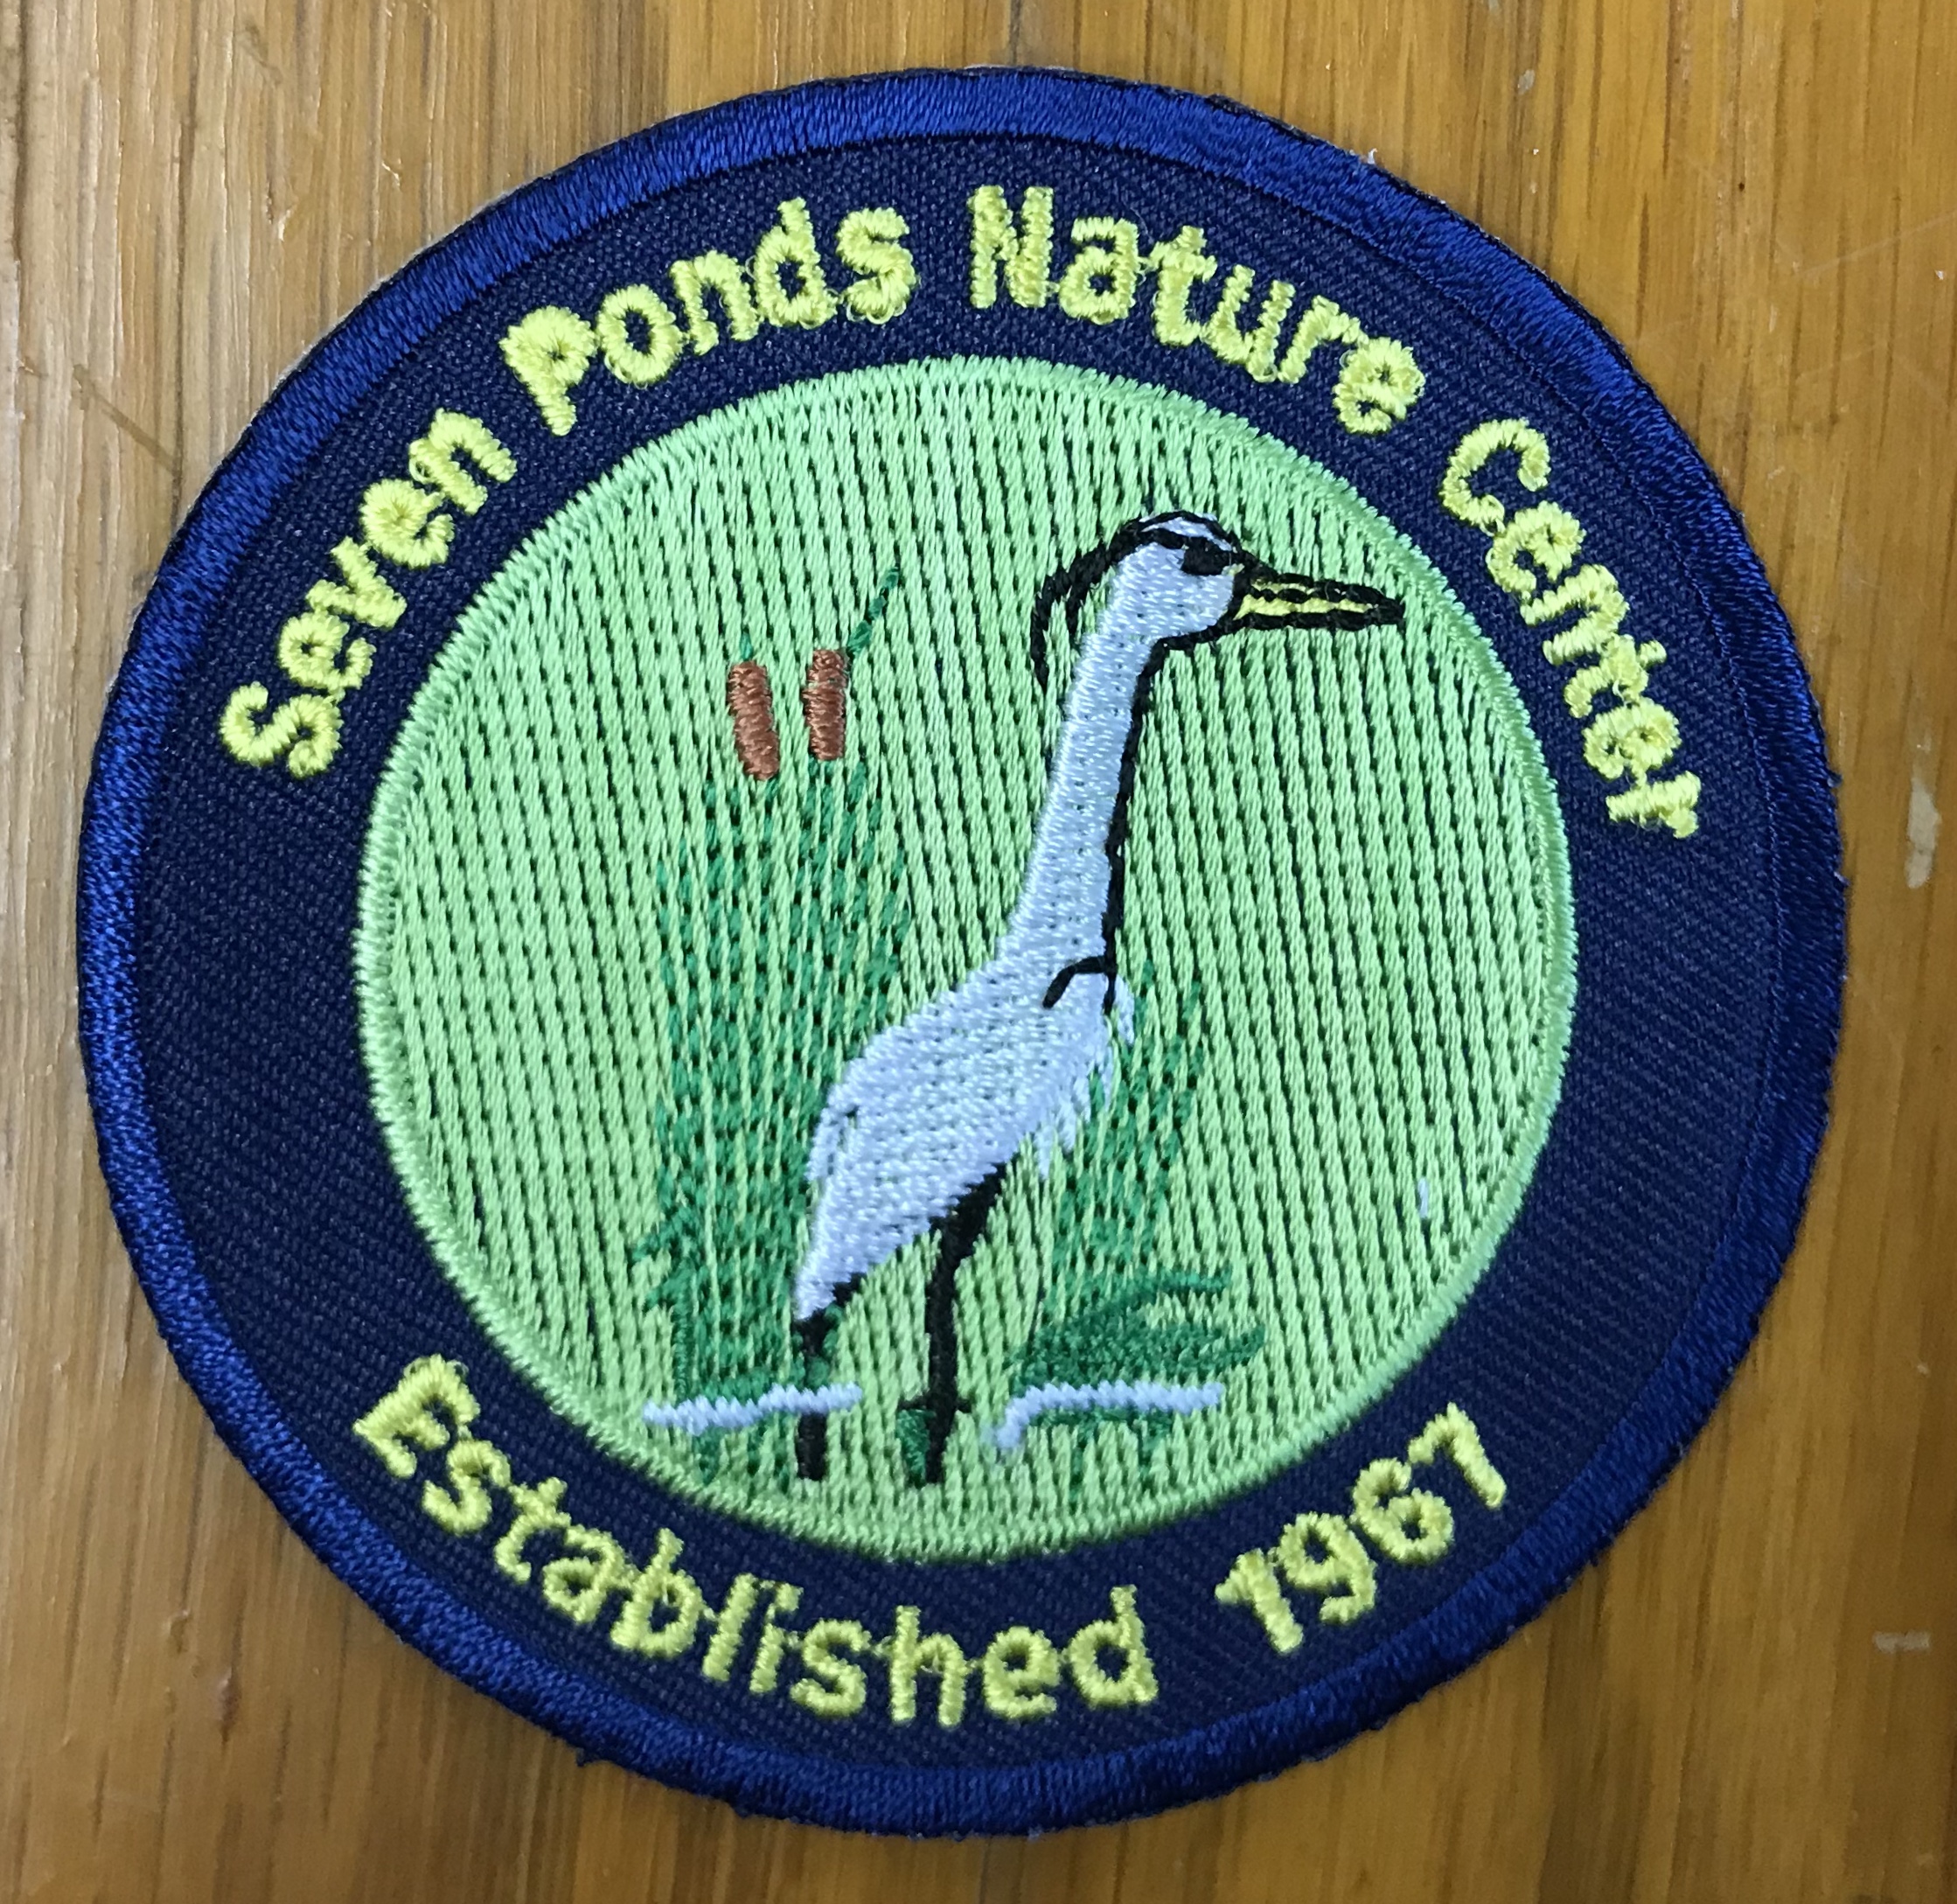 Seven Ponds Nature Center
Established 1967